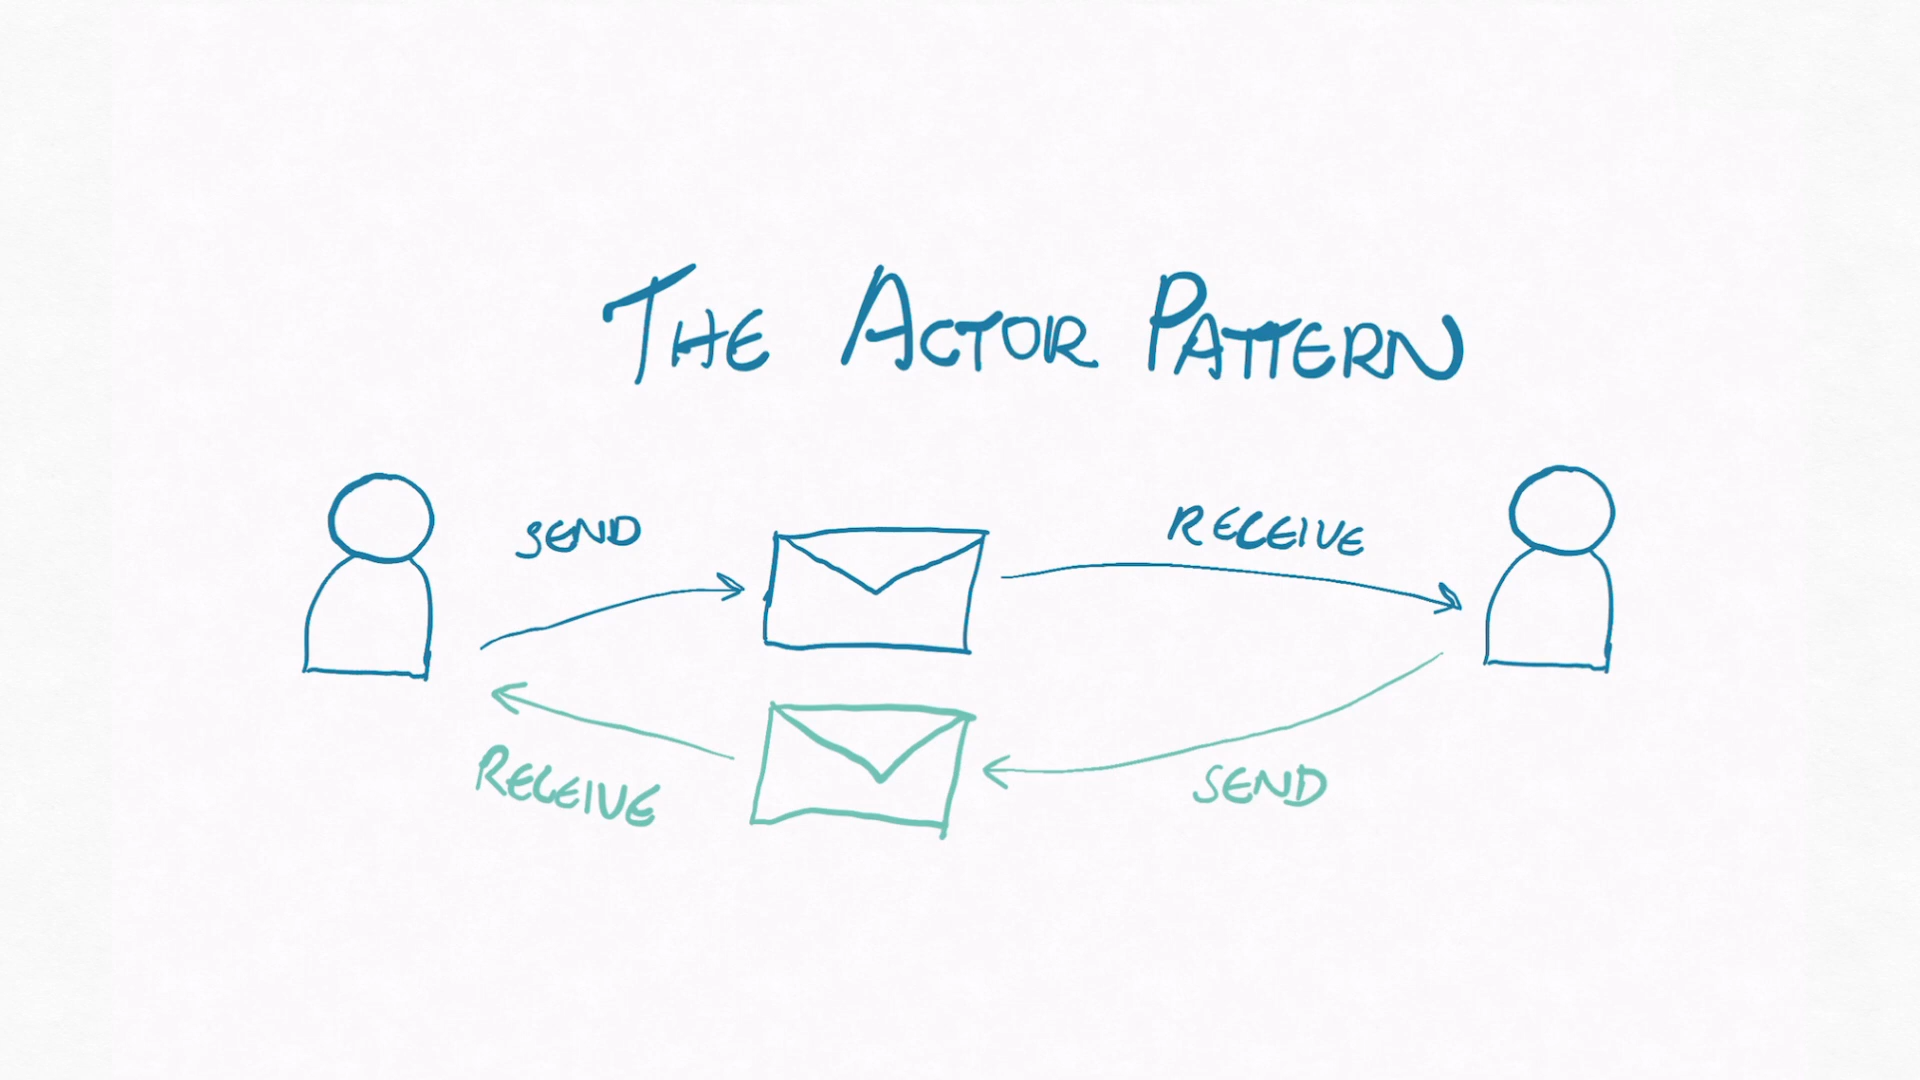 THE ACTOR PATTERN
SEND
RECEIVE
RECEIVE
SEND